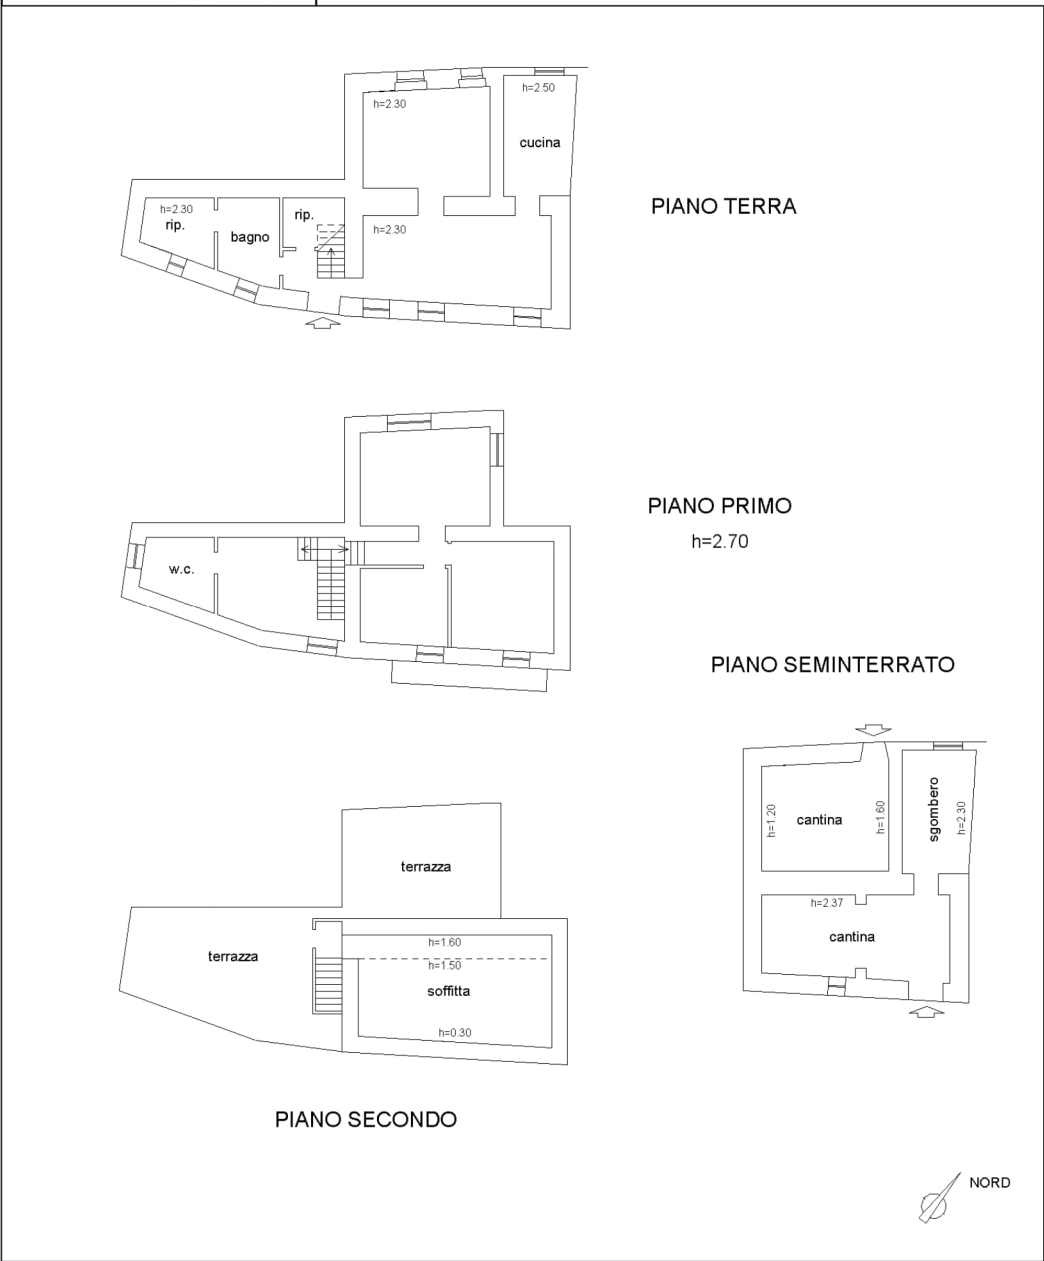 h=2.30
h=2.50
cucina
PIANO TERRA
h=2.30
rip.
rip.
bagno
h=2.30
PIANO PRIMO
h=2.70
w.c.
PIANO SEMINTERRATO
h=1.20
cantina
h=1.60
sgombero
h=2.30
h=2.37
cantina
terrazza
terrazza
h=1.60
h=1.50
soffitta
h=0.30
PIANO SECONDO
NORD